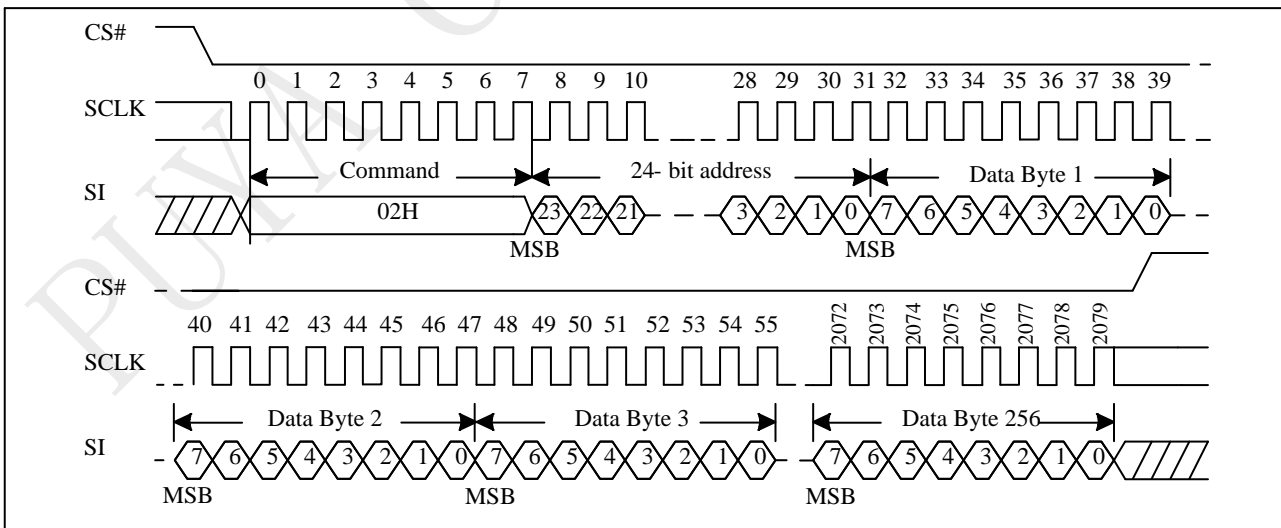 PUYA
CS#
0 1 2 3 4 5 6 7 8 9 10 28 29 30 31 32 33 34 35 36 37 38 39
SCLK
Command 24- bit address Data Byte 1
SI
02H 23 22 21 3 2 1 0 7 6 5 4 3 2 1 0
MSB MSB
CS#
40 41 42 43 44 45 46 47 48 49 50 51 52 53 54 55 2072 2073 2074 2075 2076 2077 2078 2079
SCLK
Data Byte 2 Data Byte 3 Data Byte 256
SI
7 6 5 4 3 2 1 0 7 6 5 4 3 2 1 0 7 6 5 4 3 2 1 0
MSB MSB MSB